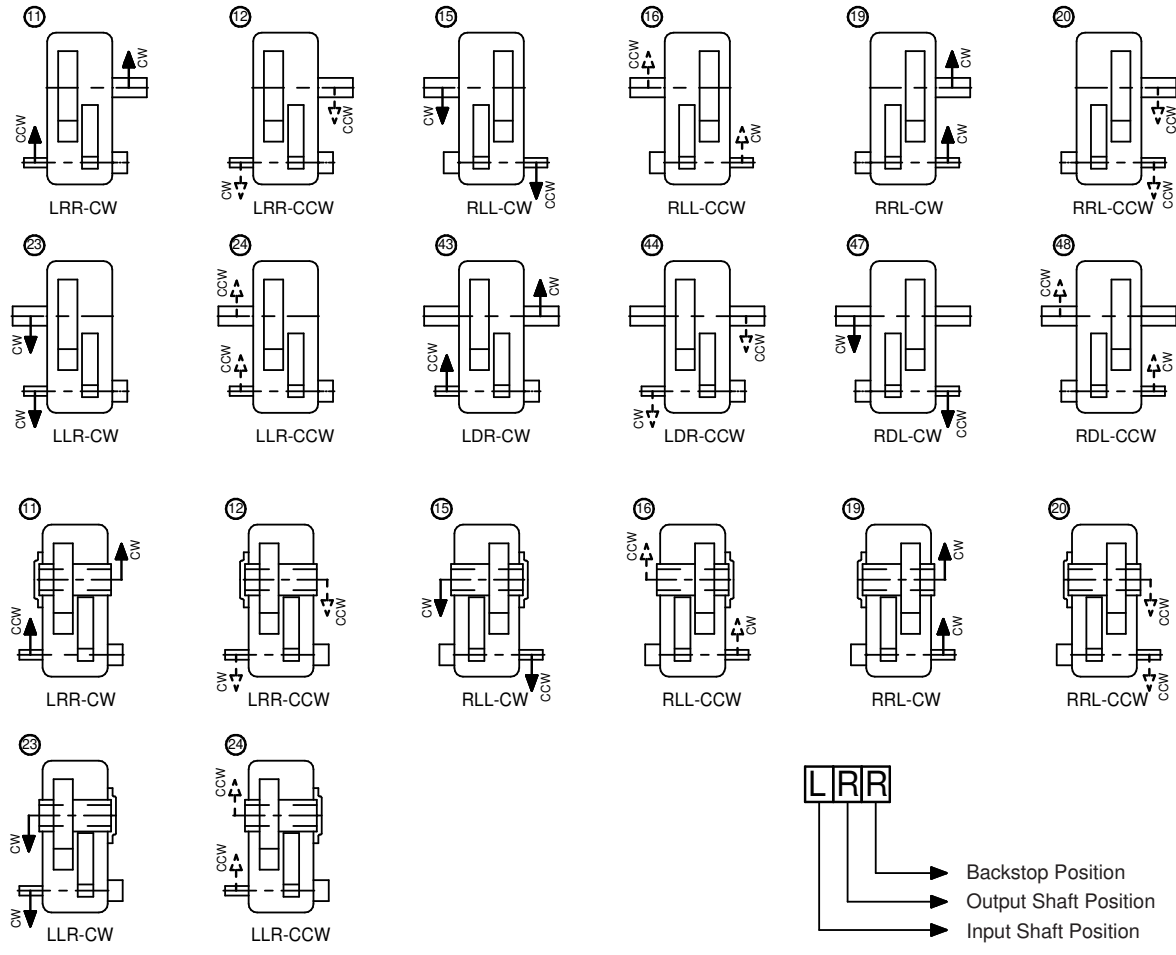 11 12 15 16 19 20
CW CCW
CCW CW
CW CCW
CCW CW
CW CW
CCW CCW
LRR-CW LRR-CCW RLL-CW RLL-CCW RRL-CW RRL-CCW
23 24 43 44 47 48
CW CW
CCW CCW
CW CCW
CCW CW
CW CCW
CCW CW
LLR-CW LLR-CCW LDR-CW LDR-CCW RDL-CW RDL-CCW
11 12 15 16 19 20
CW CCW
CCW CW
CW CCW
CCW CW
CW CW
CCW CCW
LRR-CW LRR-CCW RLL-CW RLL-CCW RRL-CW RRL-CCW
23 24
CW CW
CCW CCW
LLR-CW LLR-CCW
LRR
Backstop Position
Output Shaft Position
Input Shaft Position